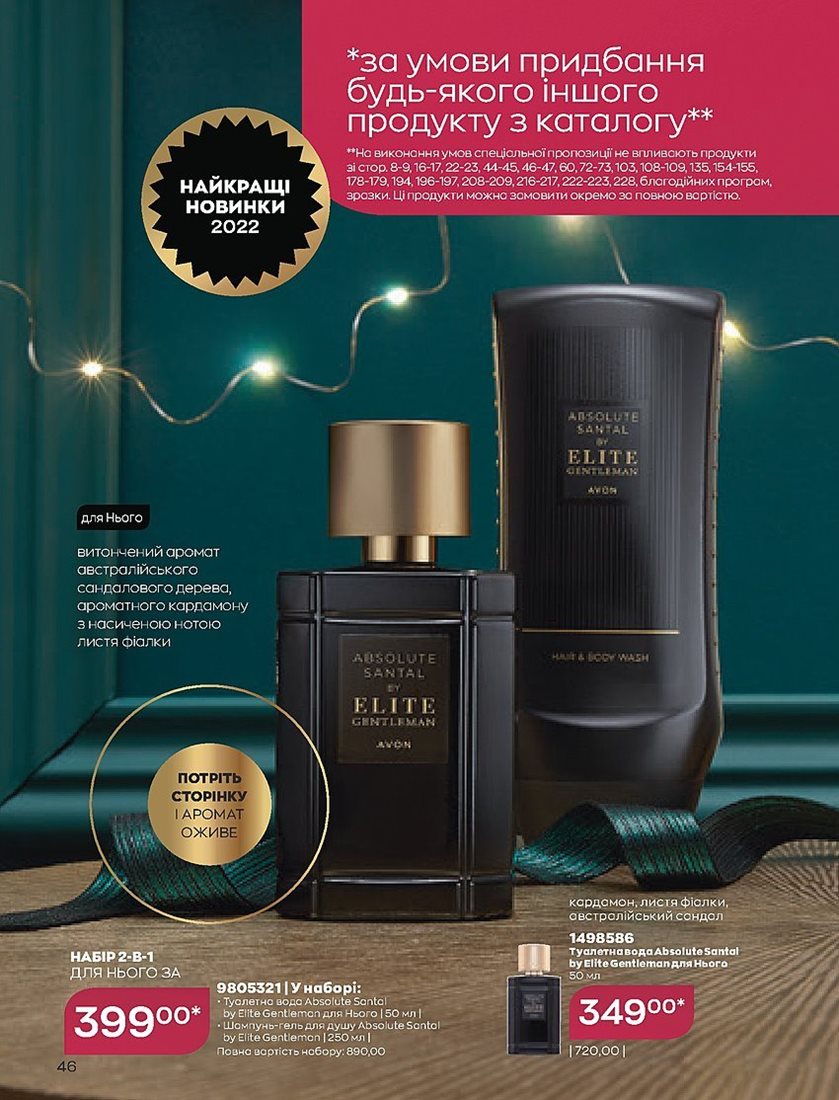 *за умови придбання
будь-якого іншого
продукту з каталогу**
**На виконання умов спеціальної пропозиції не впливають продукти
зі стор. 8-9, 16-17, 22-23, 44-45, 46-47, 60, 72-73, 103, 108-109, 135, 154-155,
178-179, 194, 196-197, 208-209, 216-217, 222-223, 228, благодійних програм,
зразки. Ці продукти можна замовити окремо за повною вартістю.
НАЙКРАЩІ
НОВИНКИ
2022
ABSOLUTE
SANTAL
BY
ELITE
GENTLEMAN
AVON
HAIR & BODY WASH
для Нього
витончений аромат
австралійського
сандалового дерева,
ароматного кардамону
з насиченою нотою
листя фіалки
ABSOLUTE
SANTAL
BY
ELITE
GENTLEMAN
AVON
ПОТРІТЬ
СТОРІНКУ
І АРОМАТ
ОЖИВЕ
НАБІР 2-В-1
ДЛЯ НЬОГО ЗА
39900*
9805321 | У наборі:
• Туалетна вода Absolute Santal
by Elite Gentleman для Нього | 50 мл |
• Шампунь-гель для душу Absolute Santal
by Elite Gentleman | 250 мл |
Повна вартість набору: 890,00
кардамон, листя фіалки,
австралійський сандал
1498586
Туалетна вода Absolute Santal
by Elite Gentleman для Нього
50 мл
34900*
| 720,00 |
46